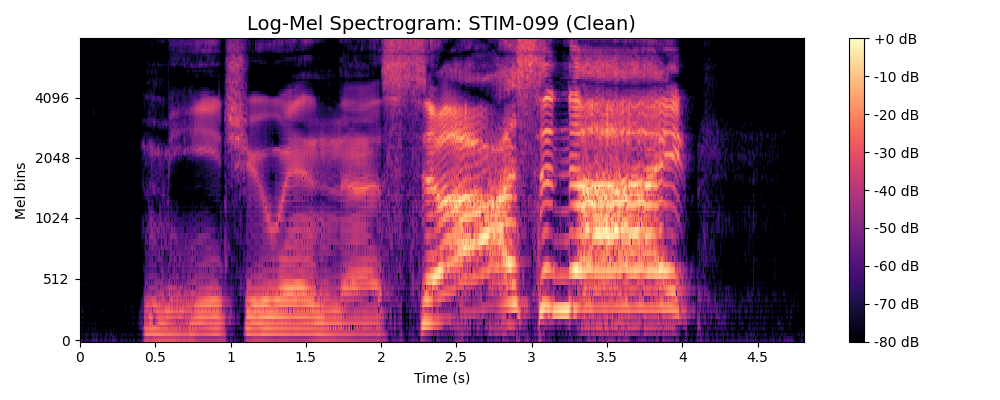 Log-Mel Spectrogram: STIM-099 (Clean)
Mel bins
4096
2048
1024
512
0
0 0.5 1 1.5 2 2.5 3 3.5 4 4.5
Time (s)
+0 dB
-10 dB
-20 dB
-30 dB
-40 dB
-50 dB
-60 dB
-70 dB
-80 dB